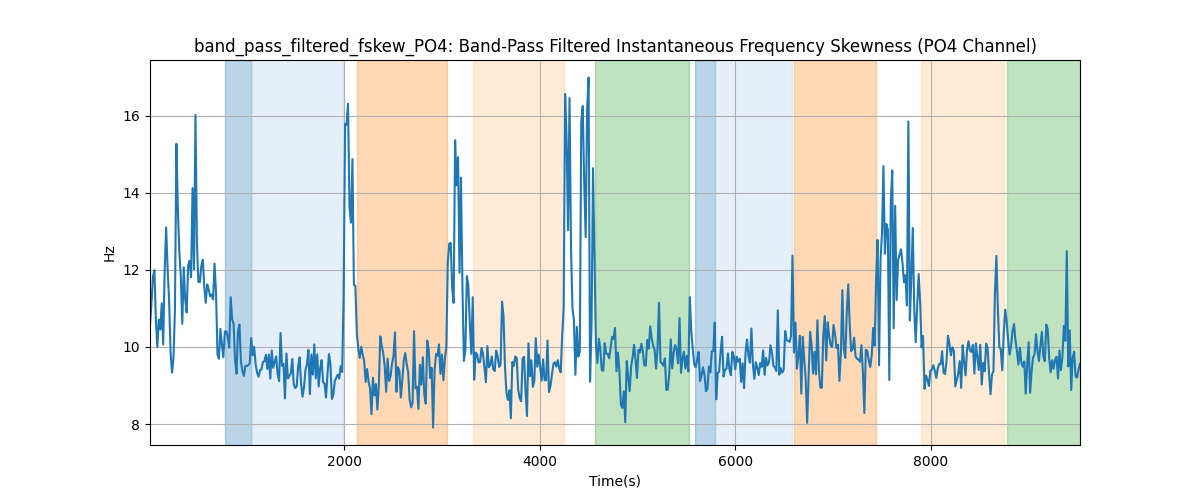 band_pass_filtered_fskew_PO4: Band-Pass Filtered Instantaneous Frequency Skewness (PO4 Channel)
16
14
12
10
8
Hz
2000 4000 6000 8000
Time(s)